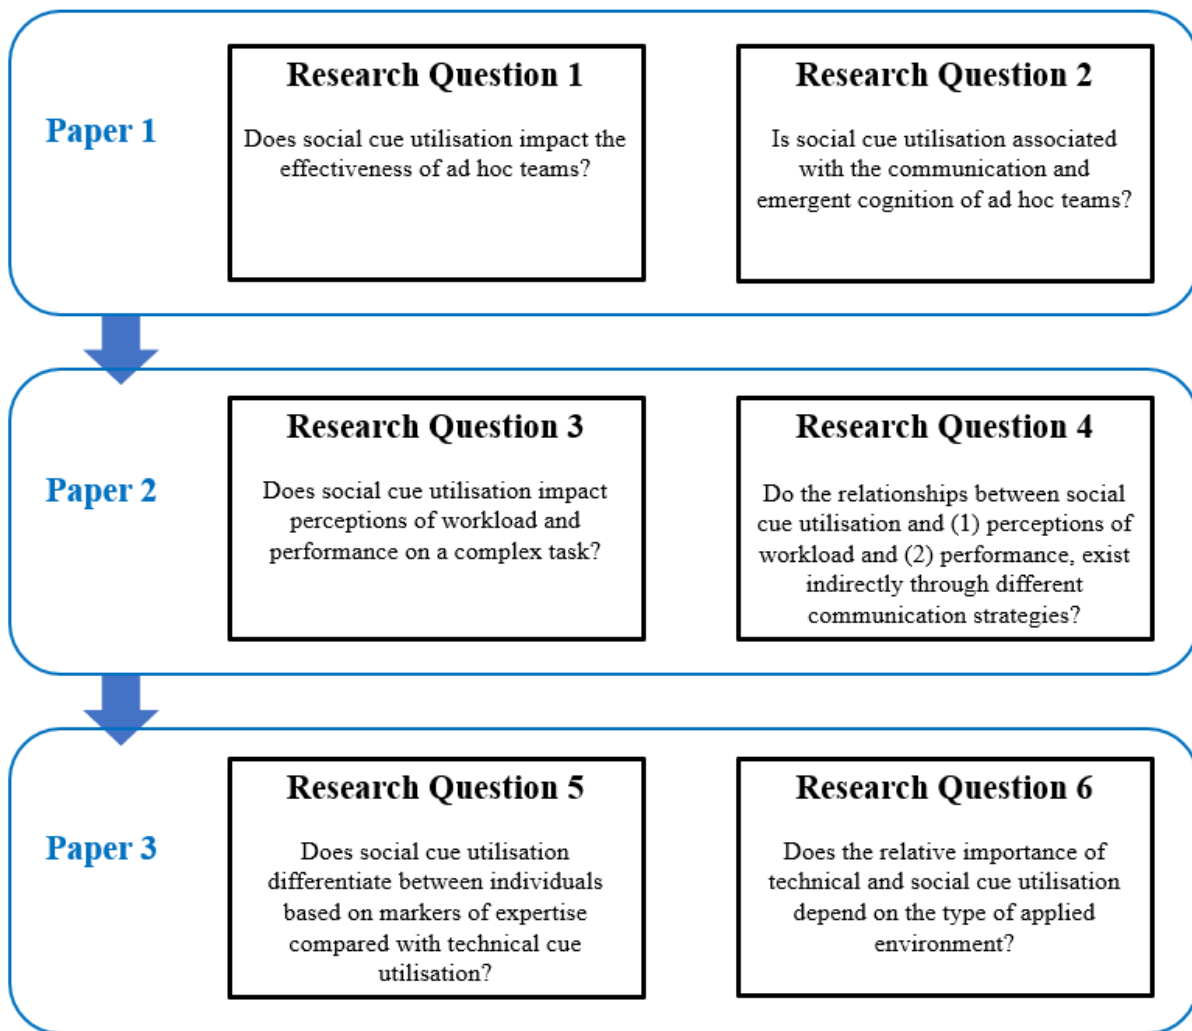 Paper 1
Research Question 1
Does social cue utilisation impact the
effectiveness of ad hoc teams?
Research Question 2
Is social cue utilisation associated
with the communication and
emergent cognition of ad hoc teams?
Paper 2
Research Question 3
Does social cue utilisation impact
perceptions of workload and
performance on a complex task?
Research Question 4
Do the relationships between social
cue utilisation and (1) perceptions of
workload and (2) performance, exist
indirectly through different
communication strategies?
Paper 3
Research Question 5
Does social cue utilisation
differentiate between individuals
based on markers of expertise
compared with technical cue
utilisation?
Research Question 6
Does the relative importance of
technical and social cue utilisation
depend on the type of applied
environment?